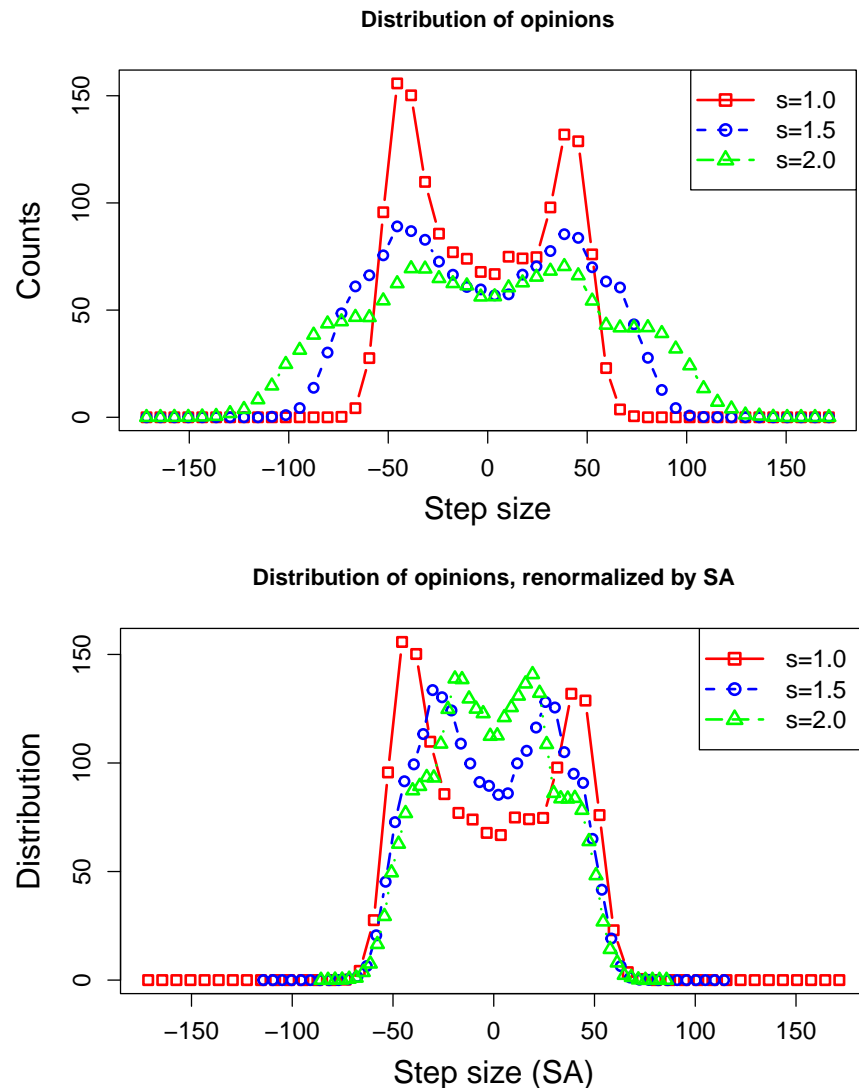 Distribution of opinions
Counts
0 50 100 150
s=1.0
s=1.5
s=2.0
−150 −100 −50 0 50 100 150
Step size
Distribution of opinions, renormalized by SA
Distribution
0 50 100 150
s=1.0
s=1.5
s=2.0
−150 −100 −50 0 50 100 150
Step size (SA)